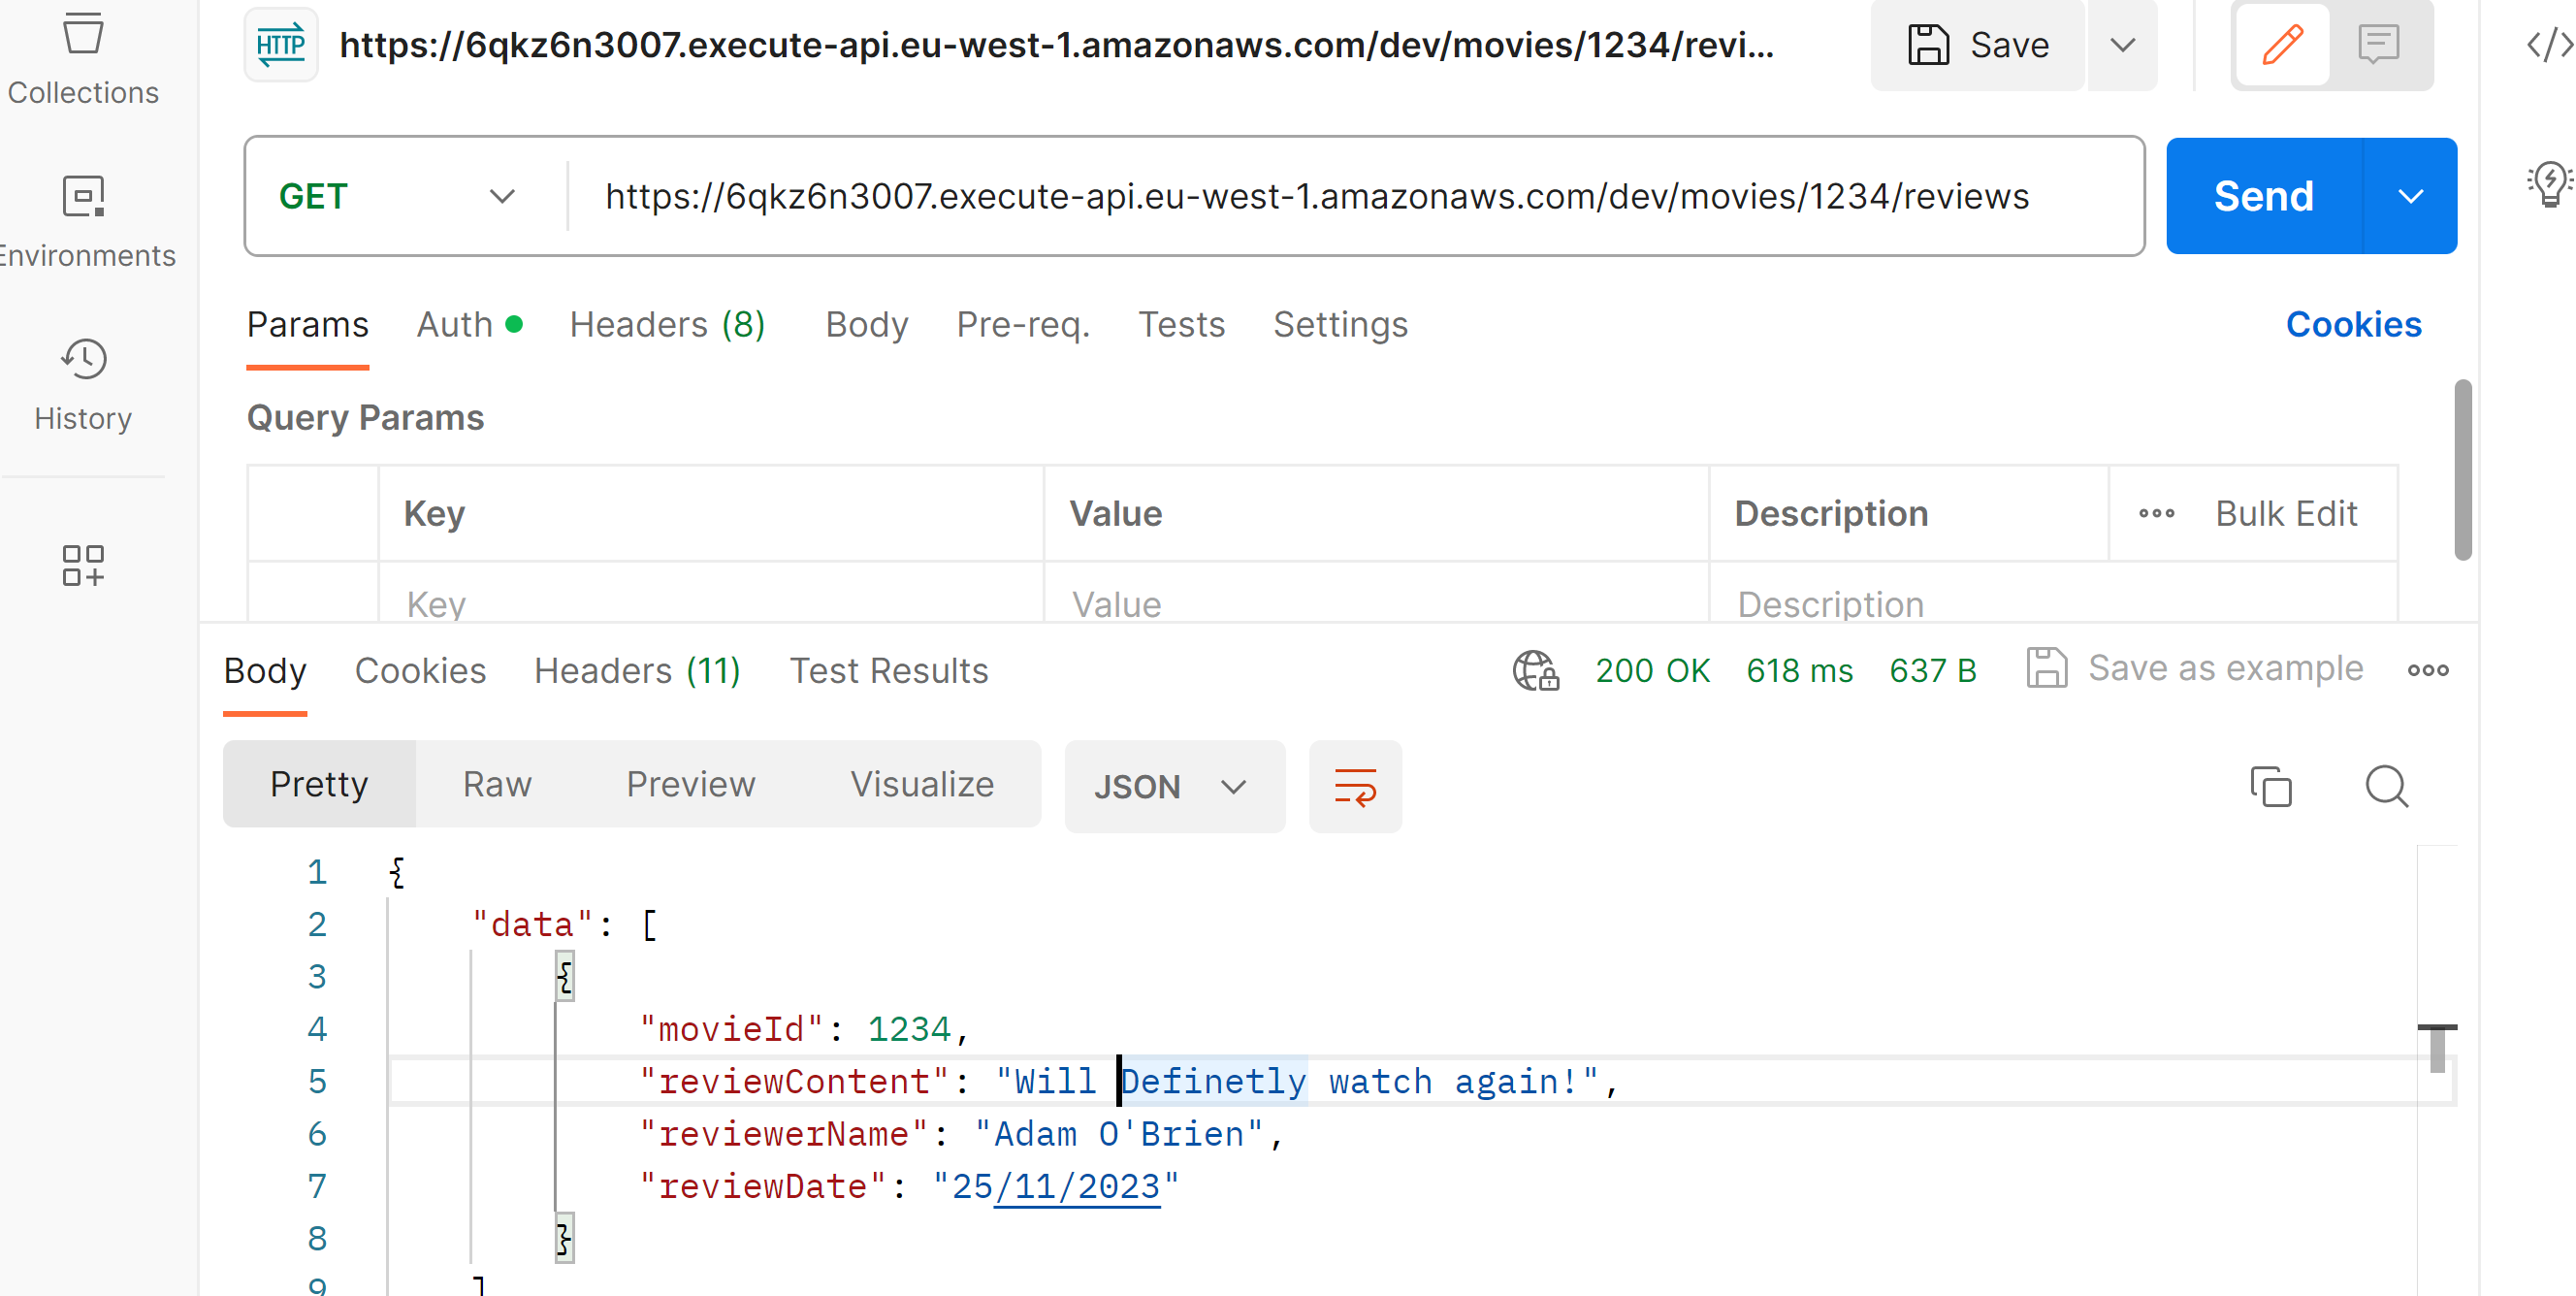 Collections
Environments
History
HTTP
https://6qkz6n3007.execute-api.eu-west-1.amazonaws.com/dev/movies/1234/revi...
Save
GET
https://6qkz6n3007.execute-api.eu-west-1.amazonaws.com/dev/movies/1234/reviews
Send
Params Auth Headers (8) Body Pre-req. Tests Settings Cookies
Query Params
Key Value Description Bulk Edit
Key Value Description
Body Cookies Headers (11) Test Results 200 OK 618 ms 637 B Save as example
Pretty Raw Preview Visualize JSON
1 {
2 "data": [
3 {
4 "movieId": 1234,
5 "reviewContent": "Will Definetly watch again!",
6 "reviewerName": "Adam O'Brien",
7 "reviewDate": "25/11/2023"
8 }
9 ]